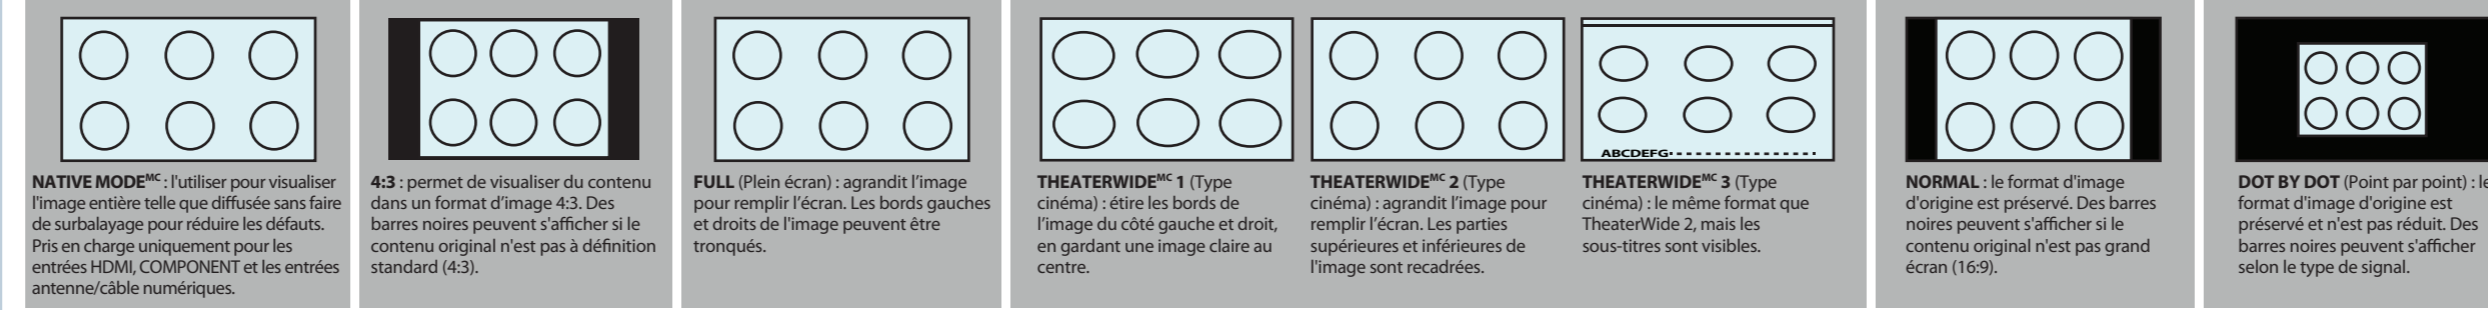 NATIVE MODEMC : l'utiliser pour visualiser
l'image entière telle que diffusée sans faire
de surbalayage pour réduire les défauts.
Pris en charge uniquement pour les
entrées HDMI, COMPONENT et les entrées
antenne/câble numériques.
4:3 : permet de visualiser du contenu
dans un format d'image 4:3. Des
barres noires peuvent s'afficher si le
contenu original n'est pas à définition
standard (4:3).
FULL (Plein écran) : agrandit l'image
pour remplir l'écran. Les bords gauches
et droits de l'image peuvent être
tronqués.
THEATERWIDEMC 1 (Type
cinéma) : étire les bords de
l'image du côté gauche et droit,
en gardant une image claire au
centre.
THEATERWIDEMC 2 (Type
cinéma) : agrandit l'image pour
remplir l'écran. Les parties
supérieures et inférieures de
l'image sont recadrées.
ABCDEFG
THEATERWIDEMC 3 (Type
cinéma) : le même format que
TheaterWide 2, mais les
sous-titres sont visibles.
NORMAL : le format d'image
d'origine est préservé. Des barres
noires peuvent s'afficher si le
contenu original n'est pas grand
écran (16:9).
DOT BY DOT (Point par point) : le
format d'image d'origine est
préservé et n'est pas réduit. Des
barres noires peuvent s'afficher
selon le type de signal.